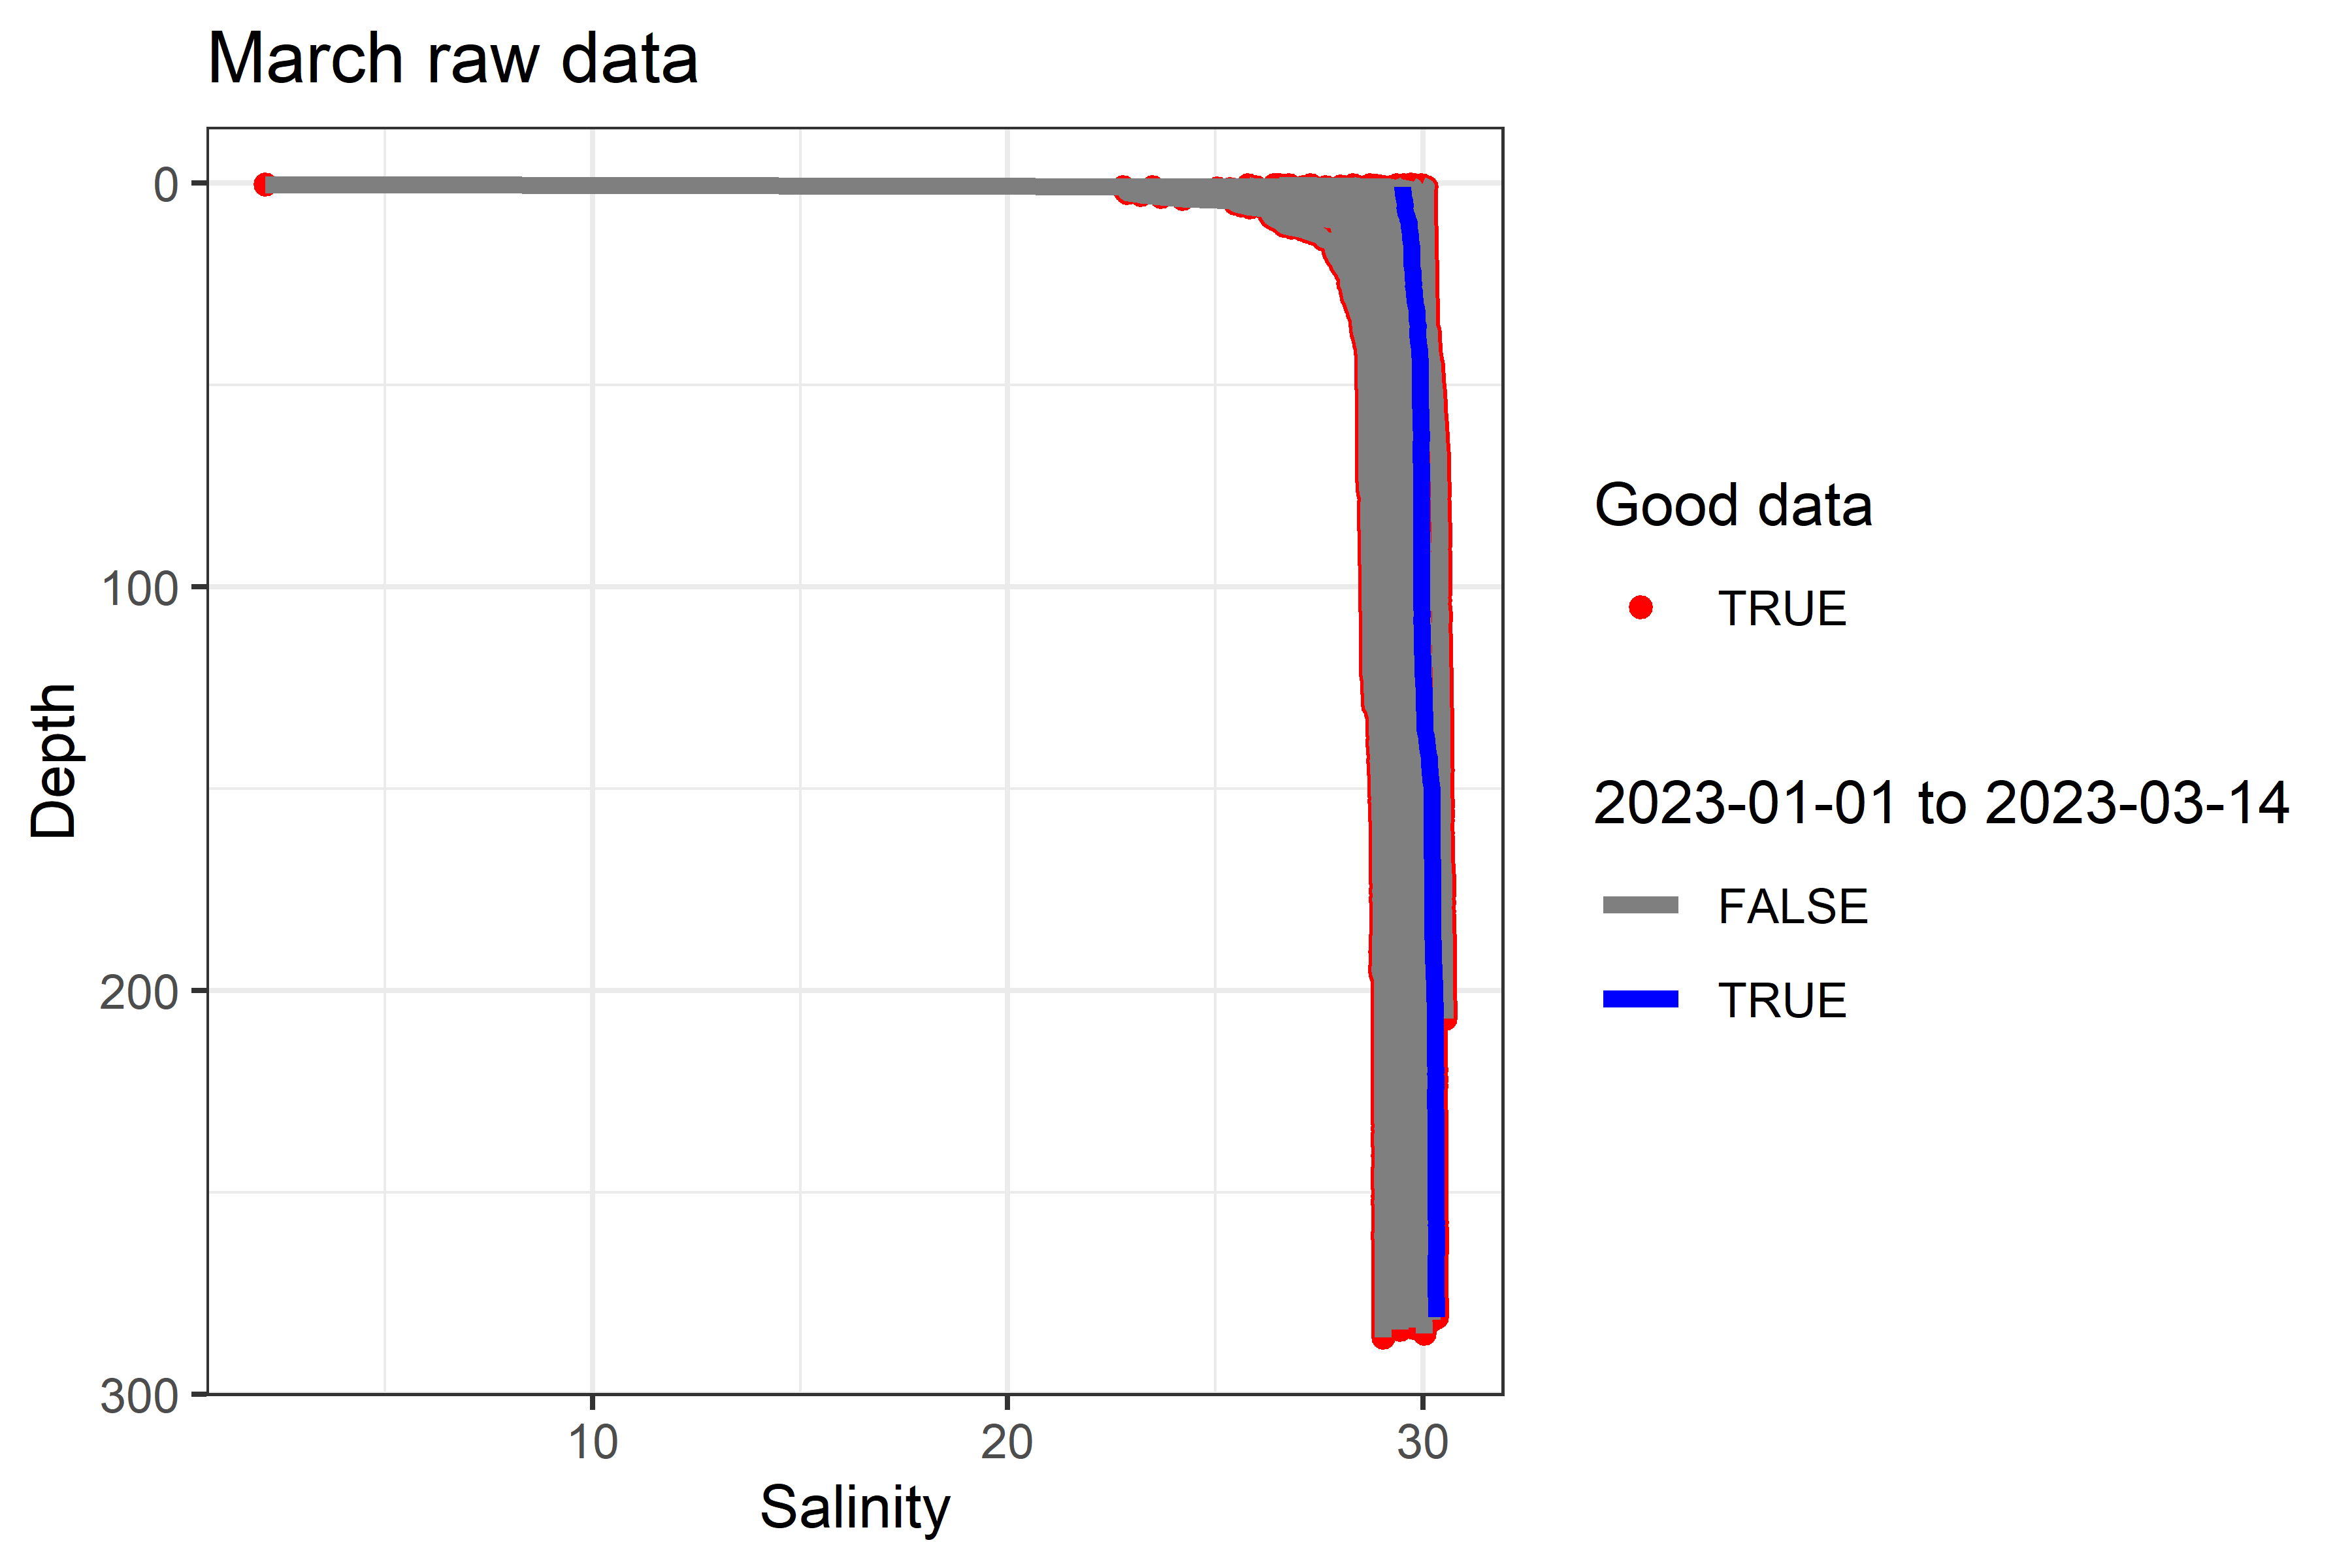 March raw data
0
100
200
300
Depth
10 20 30
Salinity
Good data
TRUE
2023-01-01 to 2023-03-14
FALSE
TRUE